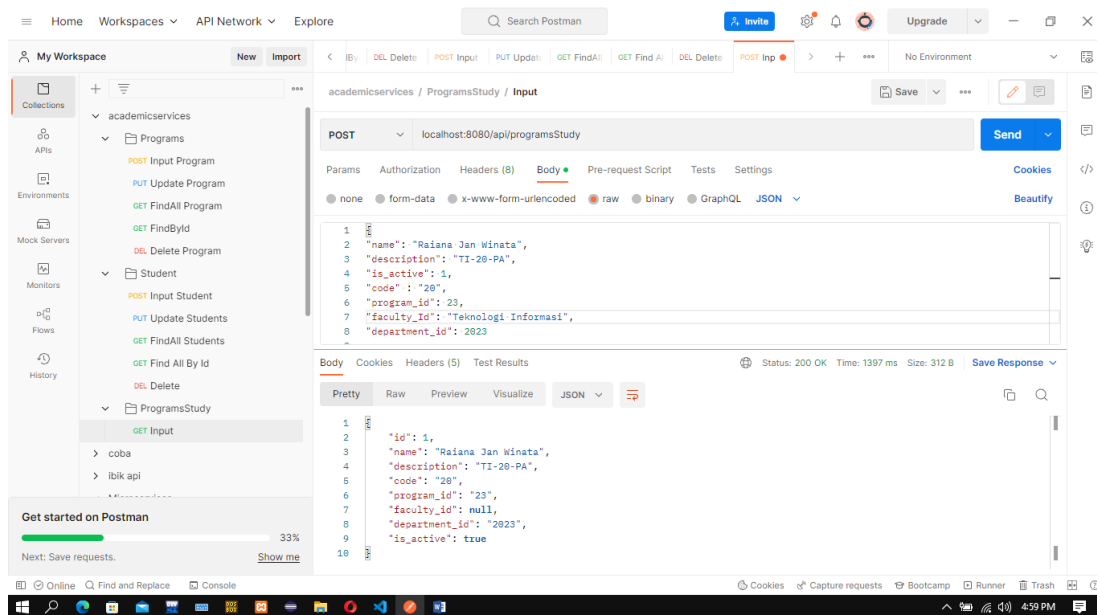 Home Workspaces API Network Explore Search Postman Invite Upgrade
My Workspace New Import By DEL Delete POST Input PUT Updat GET FindAll GET Find Al DEL Delete POST Inp No Environment
Collections
APIs
Environments
Mock Servers
Monitors
Flows
History
academicservices
Programs
POST Input Program
PUT Update Program
GET FindAll Program
GET FindById
DEL Delete Program
Student
POST Input Student
PUT Update Students
GET FindAll Students
GET Find All By Id
DEL Delete
ProgramsStudy
GET Input
coba
ibik api
Get started on Postman
33%
Next: Save requests. Show me
academicservices / ProgramsStudy / Input Save
POST localhost:8080/api/programsStudy Send
Params Authorization Headers (8) Body Pre-request Script Tests Settings Cookies
none form-data x-www-form-urlencoded raw binary GraphQL JSON Beautify
1 {
2 "name": "Raiana Jan Winata",
3 "description": "TI-20-PA",
4 "is_active": 1,
5 "code" : "20",
6 "program_id": 23,
7 "faculty_Id": "Teknologi Informasi",
8 "department_id": 2023
Body Cookies Headers (5) Test Results Status: 200 OK Time: 1397 ms Size: 312 B Save Response
Pretty Raw Preview Visualize JSON
1 {
2 "id": 1,
3 "name": "Raiana Jan Winata",
4 "description": "TI-20-PA",
5 "code": "20",
6 "program_id": "23",
7 "faculty_id": null,
8 "department_id": "2023",
9 "is_active": true
10 }
Online Find and Replace Console Cookies Capture requests Bootcamp Runner Trash
4:59 PM